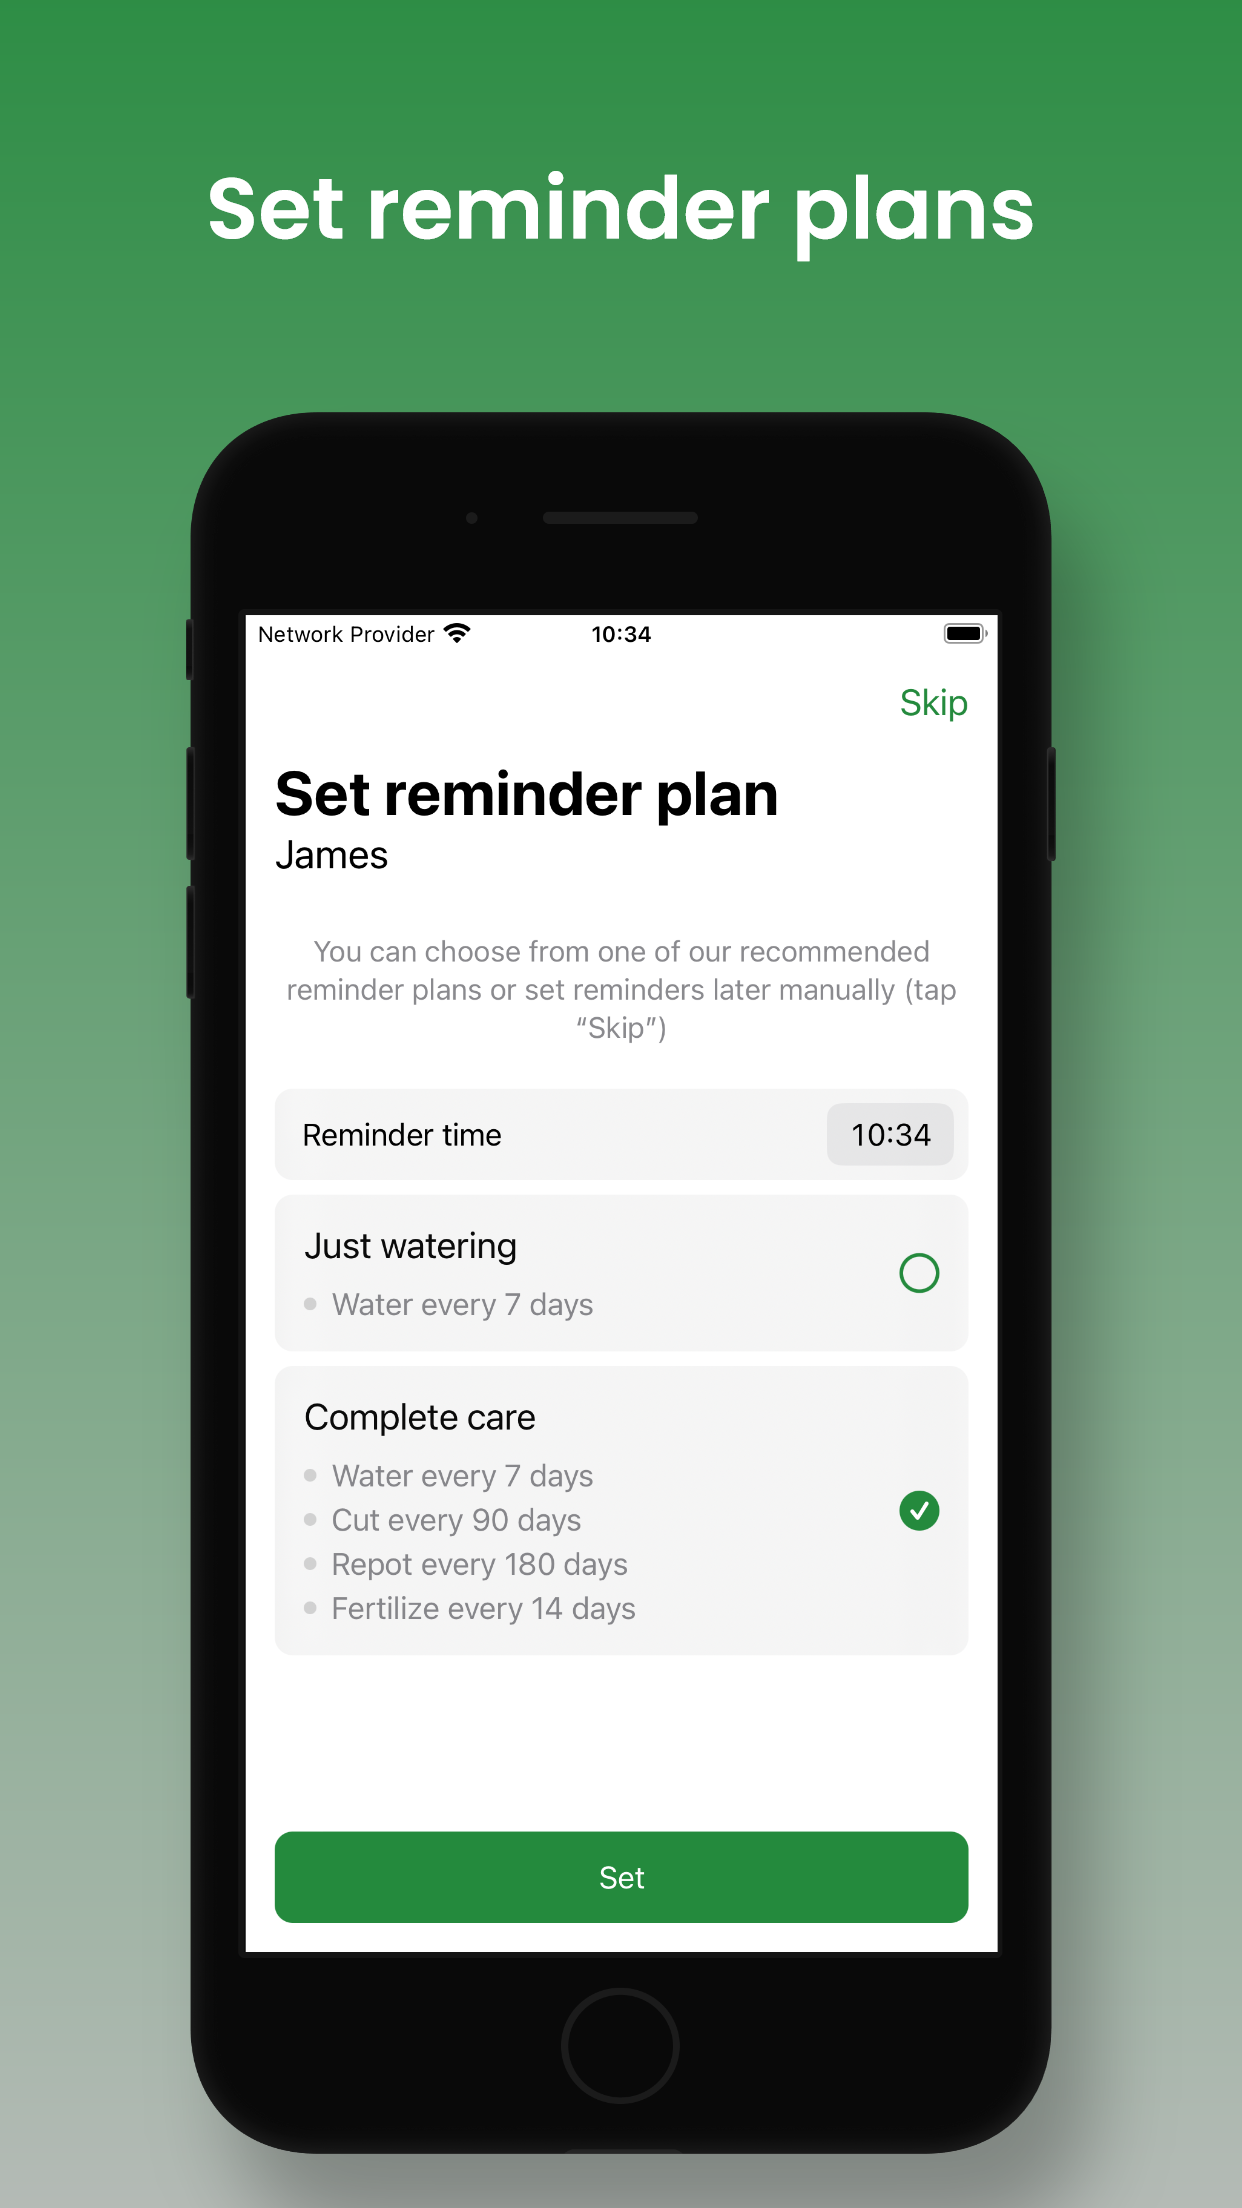 Set reminder plans
Network Provider
10:34
Skip
Set reminder plan
James
You can choose from one of our recommended
reminder plans or set reminders later manually (tap
“Skip”)
Reminder time
10:34
Just watering
Water every 7 days
Complete care
Water every 7 days
Cut every 90 days
Repot every 180 days
Fertilize every 14 days
Set